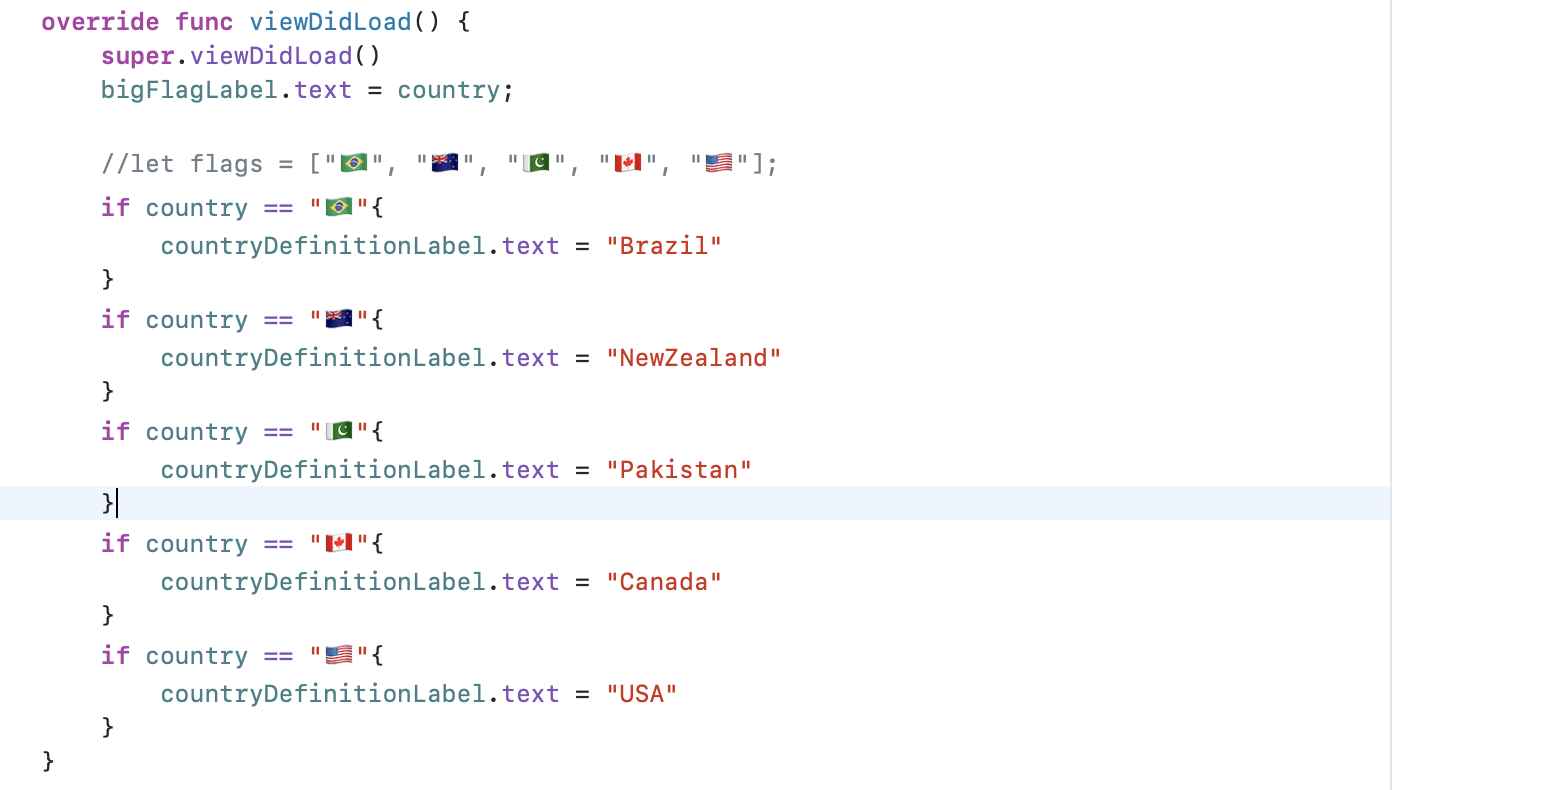 override func viewDidLoad() {
super.viewDidLoad()
bigFlagLabel.text = country;
//let flags = ["🇧🇷", "🇳🇿", "🇵🇰", "🇨🇦", "🇺🇸"];
if country == "🇧🇷"{
countryDefinitionLabel.text = "Brazil"
}
if country == "🇳🇿"{
countryDefinitionLabel.text = "NewZealand"
}
if country == "🇵🇰"{
countryDefinitionLabel.text = "Pakistan"
}
if country == "🇨🇦"{
countryDefinitionLabel.text = "Canada"
}
if country == "🇺🇸"{
countryDefinitionLabel.text = "USA"
}
}